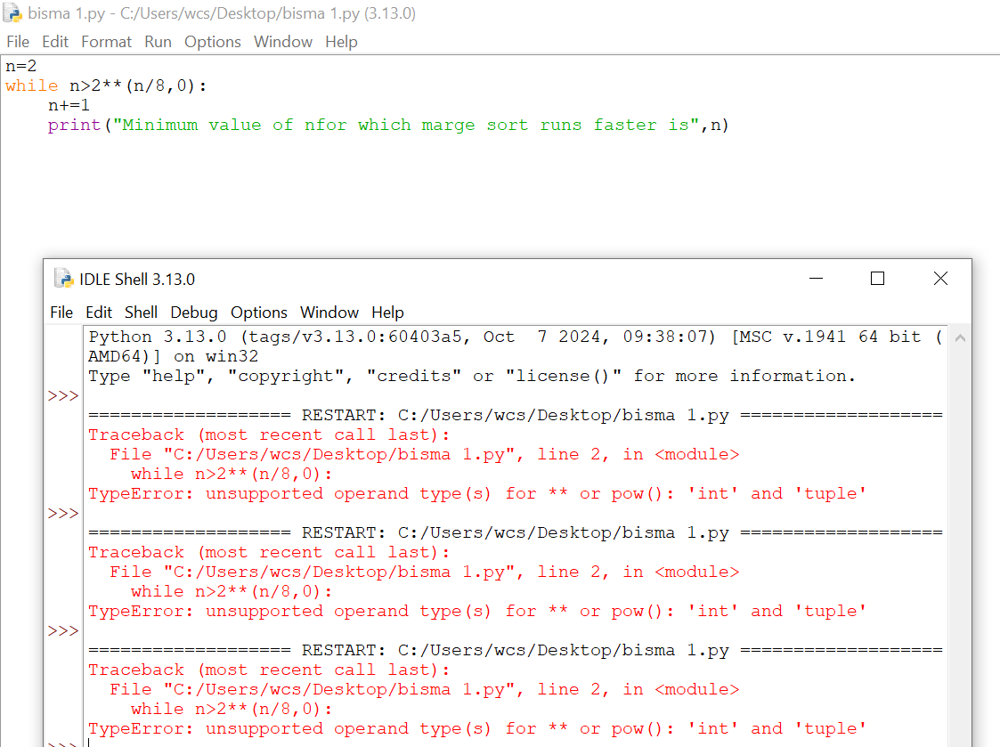 bisma 1.py - C:/Users/wcs/Desktop/bisma 1.py (3.13.0)
File Edit Format Run Options Window Help
n=2
while n>2**(n/8,0):
    n+=1
    print("Minimum value of nfor which marge sort runs faster is",n)
IDLE Shell 3.13.0
File Edit Shell Debug Options Window Help
Python 3.13.0 (tags/v3.13.0:60403a5, Oct  7 2024, 09:38:07) [MSC v.1941 64 bit (
AMD64)] on win32
Type "help", "copyright", "credits" or "license()" for more information.
>>>
=================== RESTART: C:/Users/wcs/Desktop/bisma 1.py ===================
Traceback (most recent call last):
  File "C:/Users/wcs/Desktop/bisma 1.py", line 2, in <module>
    while n>2**(n/8,0):
TypeError: unsupported operand type(s) for ** or pow(): 'int' and 'tuple'
>>>
=================== RESTART: C:/Users/wcs/Desktop/bisma 1.py ===================
Traceback (most recent call last):
  File "C:/Users/wcs/Desktop/bisma 1.py", line 2, in <module>
    while n>2**(n/8,0):
TypeError: unsupported operand type(s) for ** or pow(): 'int' and 'tuple'
>>>
=================== RESTART: C:/Users/wcs/Desktop/bisma 1.py ===================
Traceback (most recent call last):
  File "C:/Users/wcs/Desktop/bisma 1.py", line 2, in <module>
    while n>2**(n/8,0):
TypeError: unsupported operand type(s) for ** or pow(): 'int' and 'tuple'
>>>